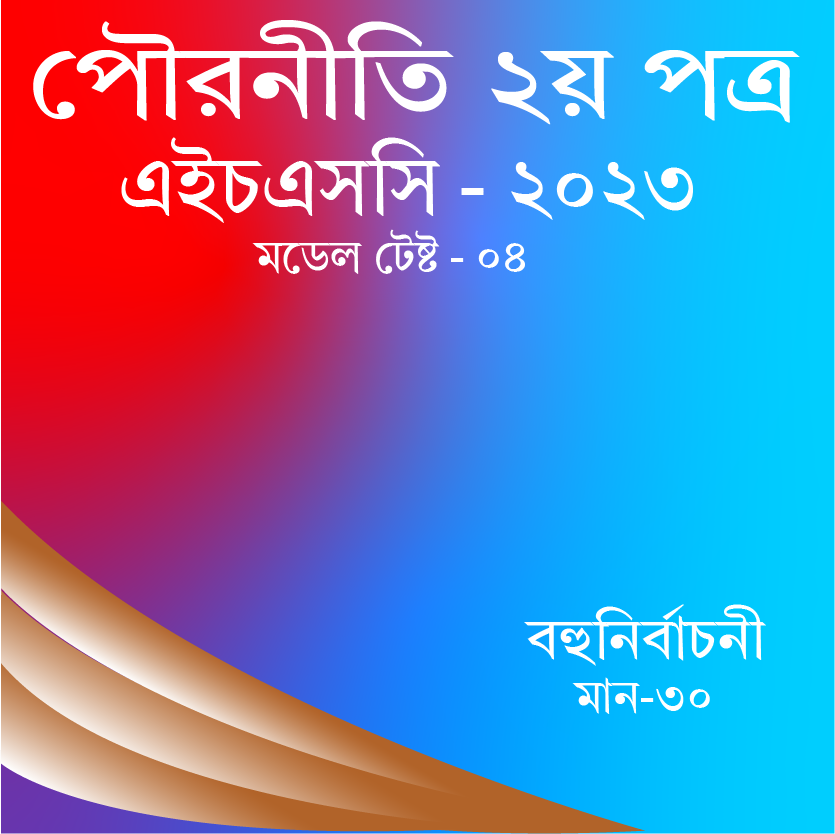 পৌরনীতি ২য় পত্র
এইচএসসি - ২০২৩
মডেল টেষ্ট - ০৪
বহুনির্বাচনী
মান-৩০